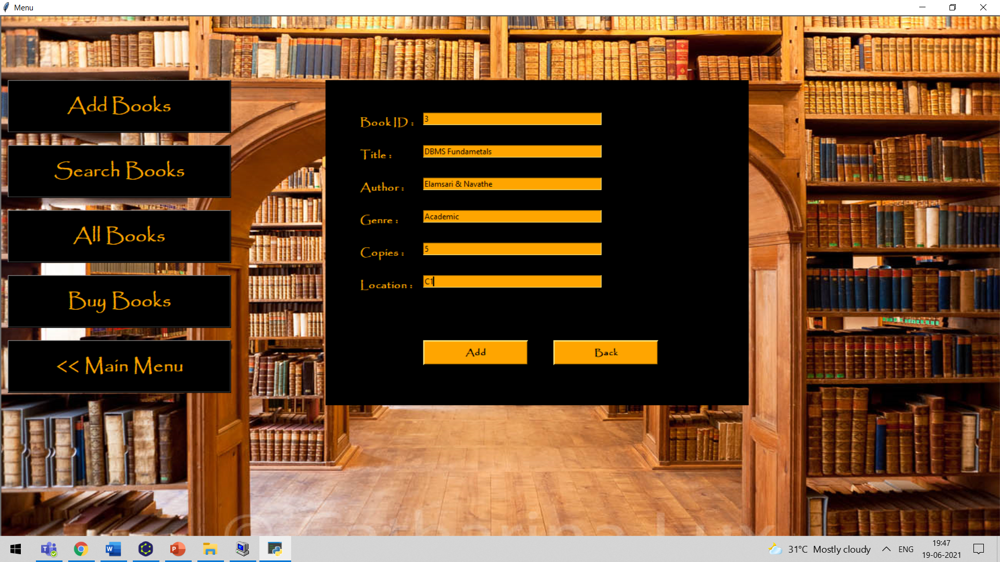 Menu
Add Books
Search Books
All Books
Buy Books
<< Main Menu
Book ID : 3
Title : DBMS Fundametals
Author : Elamsari & Navathe
Genre : Academic
Copies : 5
Location : C1
Add Back
31°C Mostly cloudy
ENG
19:47
19-06-2021